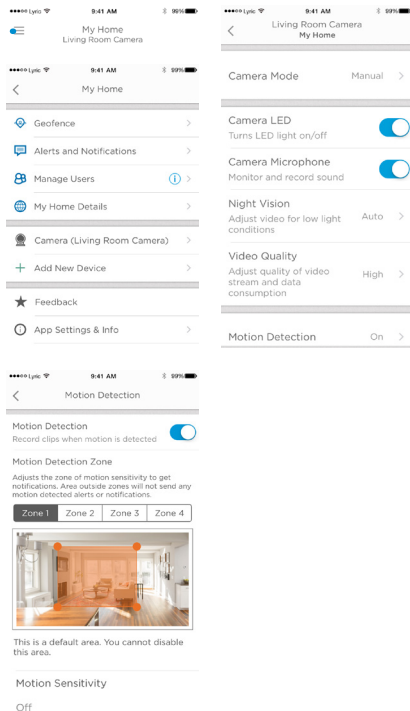 Lyric 9:41 AM 99%
My Home
Living Room Camera
Lyric 9:41 AM 99%
My Home
Geofence
Alerts and Notifications
Manage Users
My Home Details
Camera (Living Room Camera)
Add New Device
Feedback
App Settings & Info
Lyric 9:41 AM 99%
Living Room Camera
My Home
Camera Mode Manual
Camera LED
Turns LED light on/off
Camera Microphone
Monitor and record sound
Night Vision
Adjust video for low light
conditions
Auto
Video Quality
Adjust quality of video
stream and data
consumption
High
Motion Detection On
Lyric 9:41 AM 99%
Motion Detection
Motion Detection
Record clips when motion is detected
Motion Detection Zone
Adjusts the zone of motion sensitivity to get
notifications. Area outside zones will not send any
motion detected alerts or notifications.
Zone 1 Zone 2 Zone 3 Zone 4
This is a default area. You cannot disable
this area.
Motion Sensitivity
Off